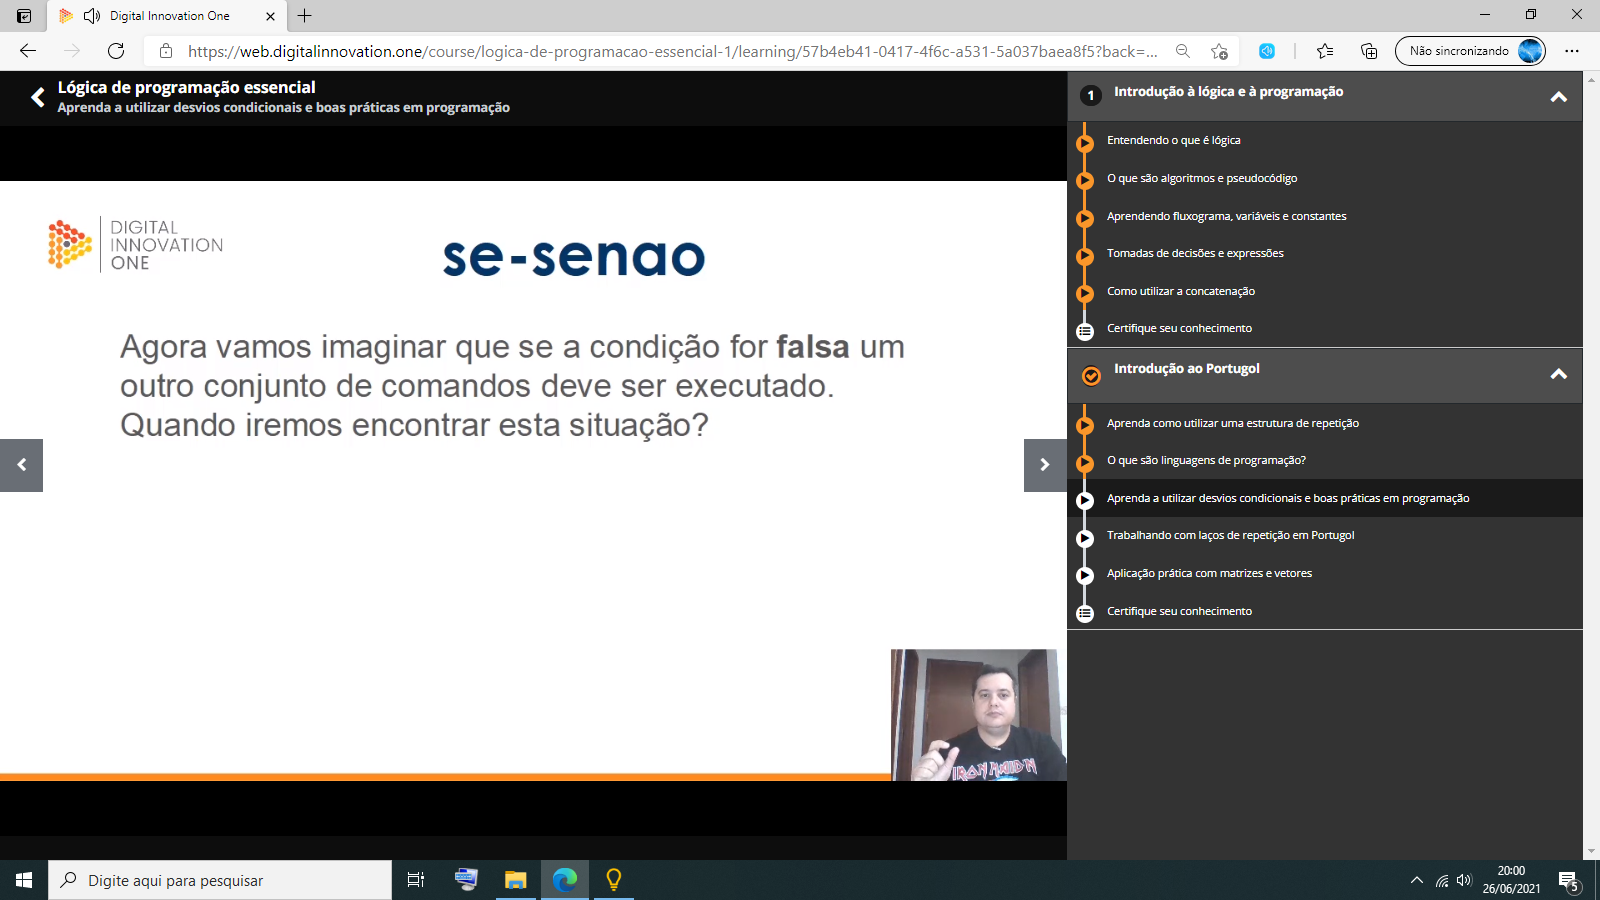 Digital Innovation One
https://web.digitalinnovation.one/course/logica-de-programacao-essencial-1/learning/57b4eb41-0417-4f6c-a531-5a037baea8f5?back=...
Não sincronizando
Lógica de programação essencial
Aprenda a utilizar desvios condicionais e boas práticas em programação
DIGITAL
INNOVATION
ONE
se-senao
Agora vamos imaginar que se a condição for falsa um
outro conjunto de comandos deve ser executado.
Quando iremos encontrar esta situação?
IRON MAIDEN
1 Introdução à lógica e à programação
Entendendo o que é lógica
O que são algoritmos e pseudocódigo
Aprendendo fluxograma, variáveis e constantes
Tomadas de decisões e expressões
Como utilizar a concatenação
Certifique seu conhecimento
Introdução ao Portugol
Aprenda como utilizar uma estrutura de repetição
O que são linguagens de programação?
Aprenda a utilizar desvios condicionais e boas práticas em programação
Trabalhando com laços de repetição em Portugol
Aplicação prática com matrizes e vetores
Certifique seu conhecimento
Digite aqui para pesquisar
20:00
26/06/2021
5